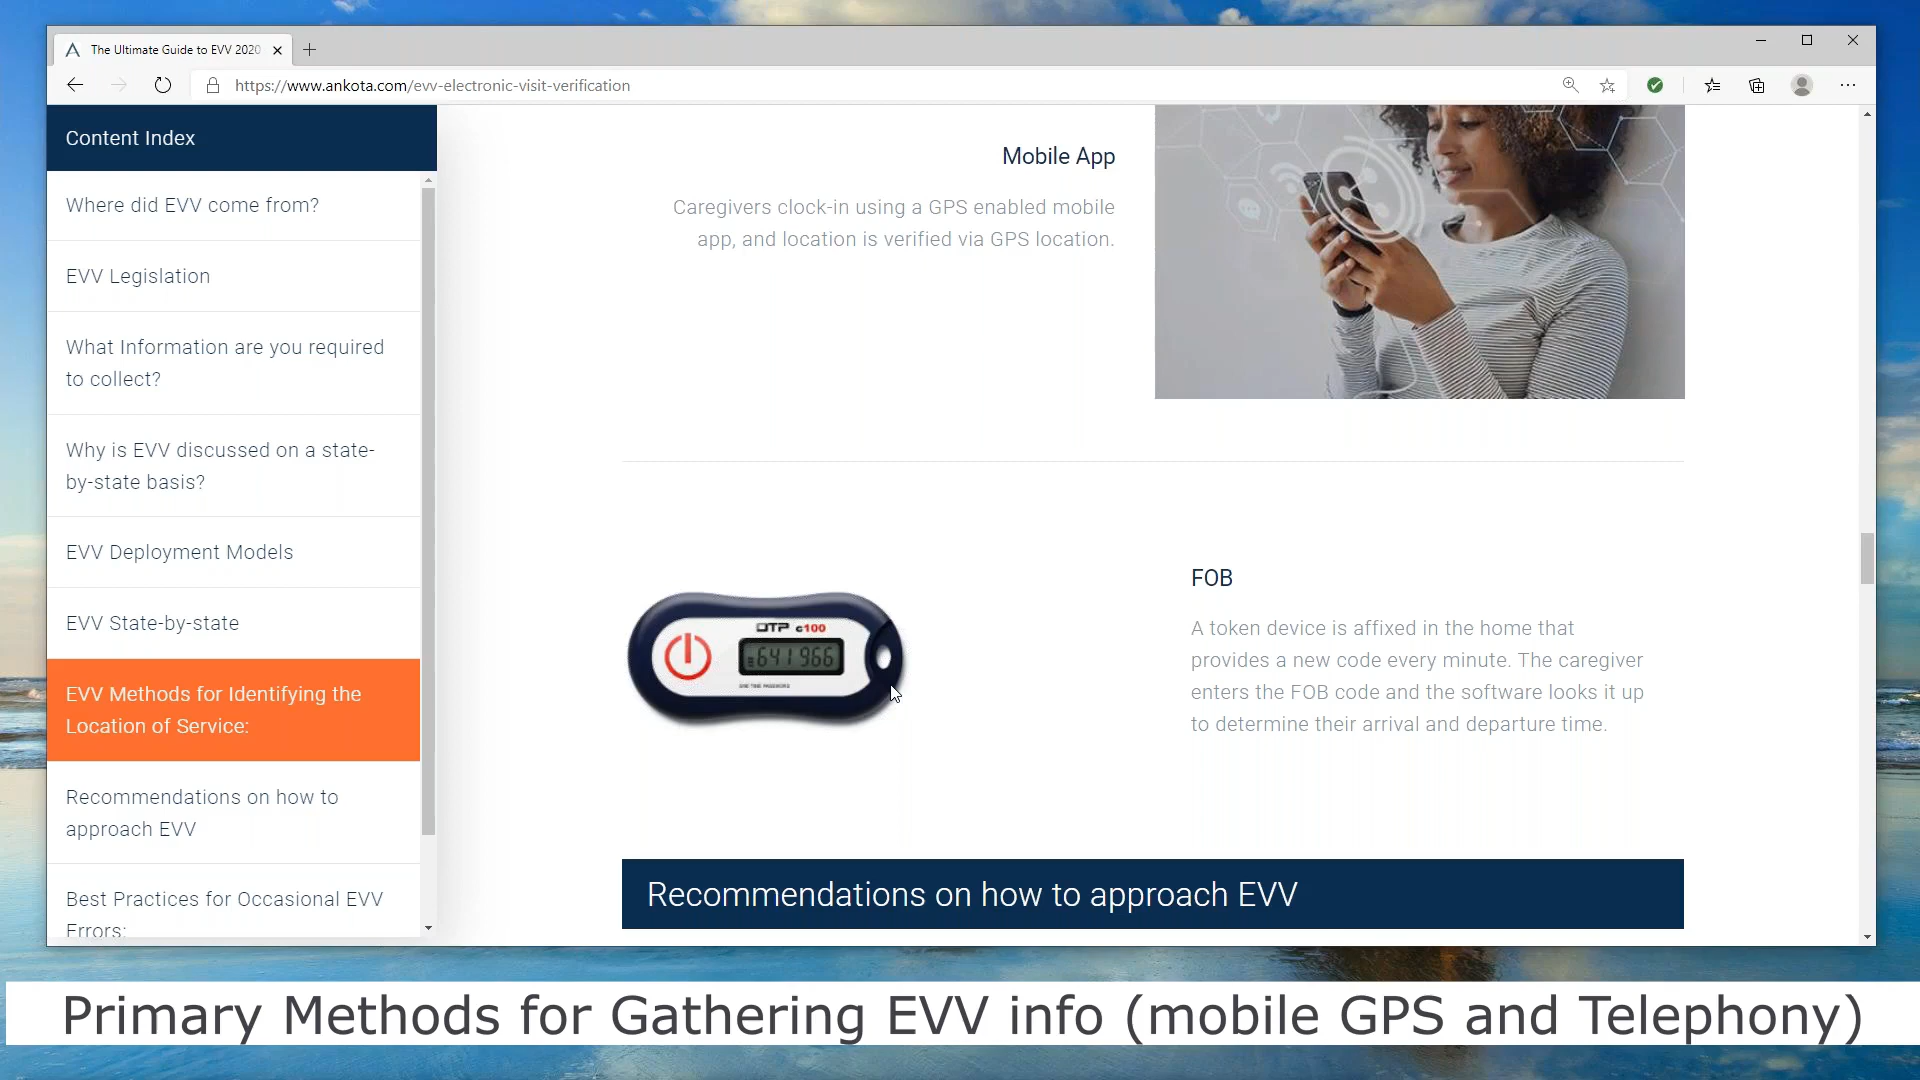 The Ultimate Guide to EVV 2020
https://www.ankota.com/evv-electronic-visit-verification
Content Index
Where did EVV come from?
EVV Legislation
What Information are you required
to collect?
Why is EVV discussed on a state-
by-state basis?
EVV Deployment Models
EVV State-by-state
EVV Methods for Identifying the
Location of Service:
Recommendations on how to
approach EVV
Best Practices for Occasional EVV
Errors:
Mobile App
Caregivers clock-in using a GPS enabled mobile
app, and location is verified via GPS location.
OTP c100
641966
ONE TIME PASSWORD
FOB
A token device is affixed in the home that
provides a new code every minute. The caregiver
enters the FOB code and the software looks it up
to determine their arrival and departure time.
Recommendations on how to approach EVV
Primary Methods for Gathering EVV info (mobile GPS and Telephony)